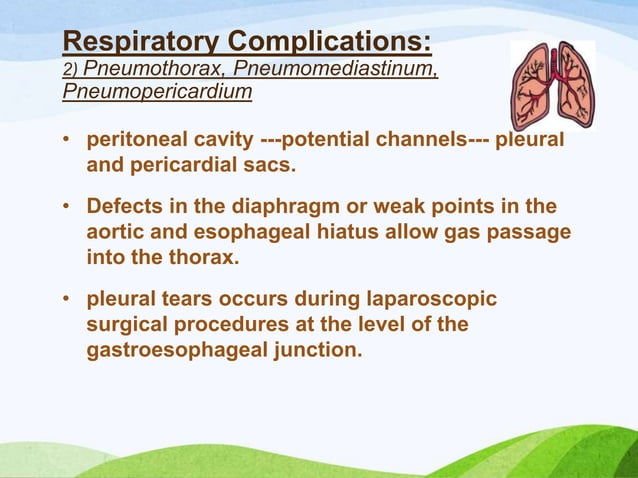 Respiratory Complications:
2) Pneumothorax, Pneumomediastinum,
Pneumopericardium
• peritoneal cavity ---potential channels--- pleural
and pericardial sacs.
• Defects in the diaphragm or weak points in the
aortic and esophageal hiatus allow gas passage
into the thorax.
• pleural tears occurs during laparoscopic
surgical procedures at the level of the
gastroesophageal junction.